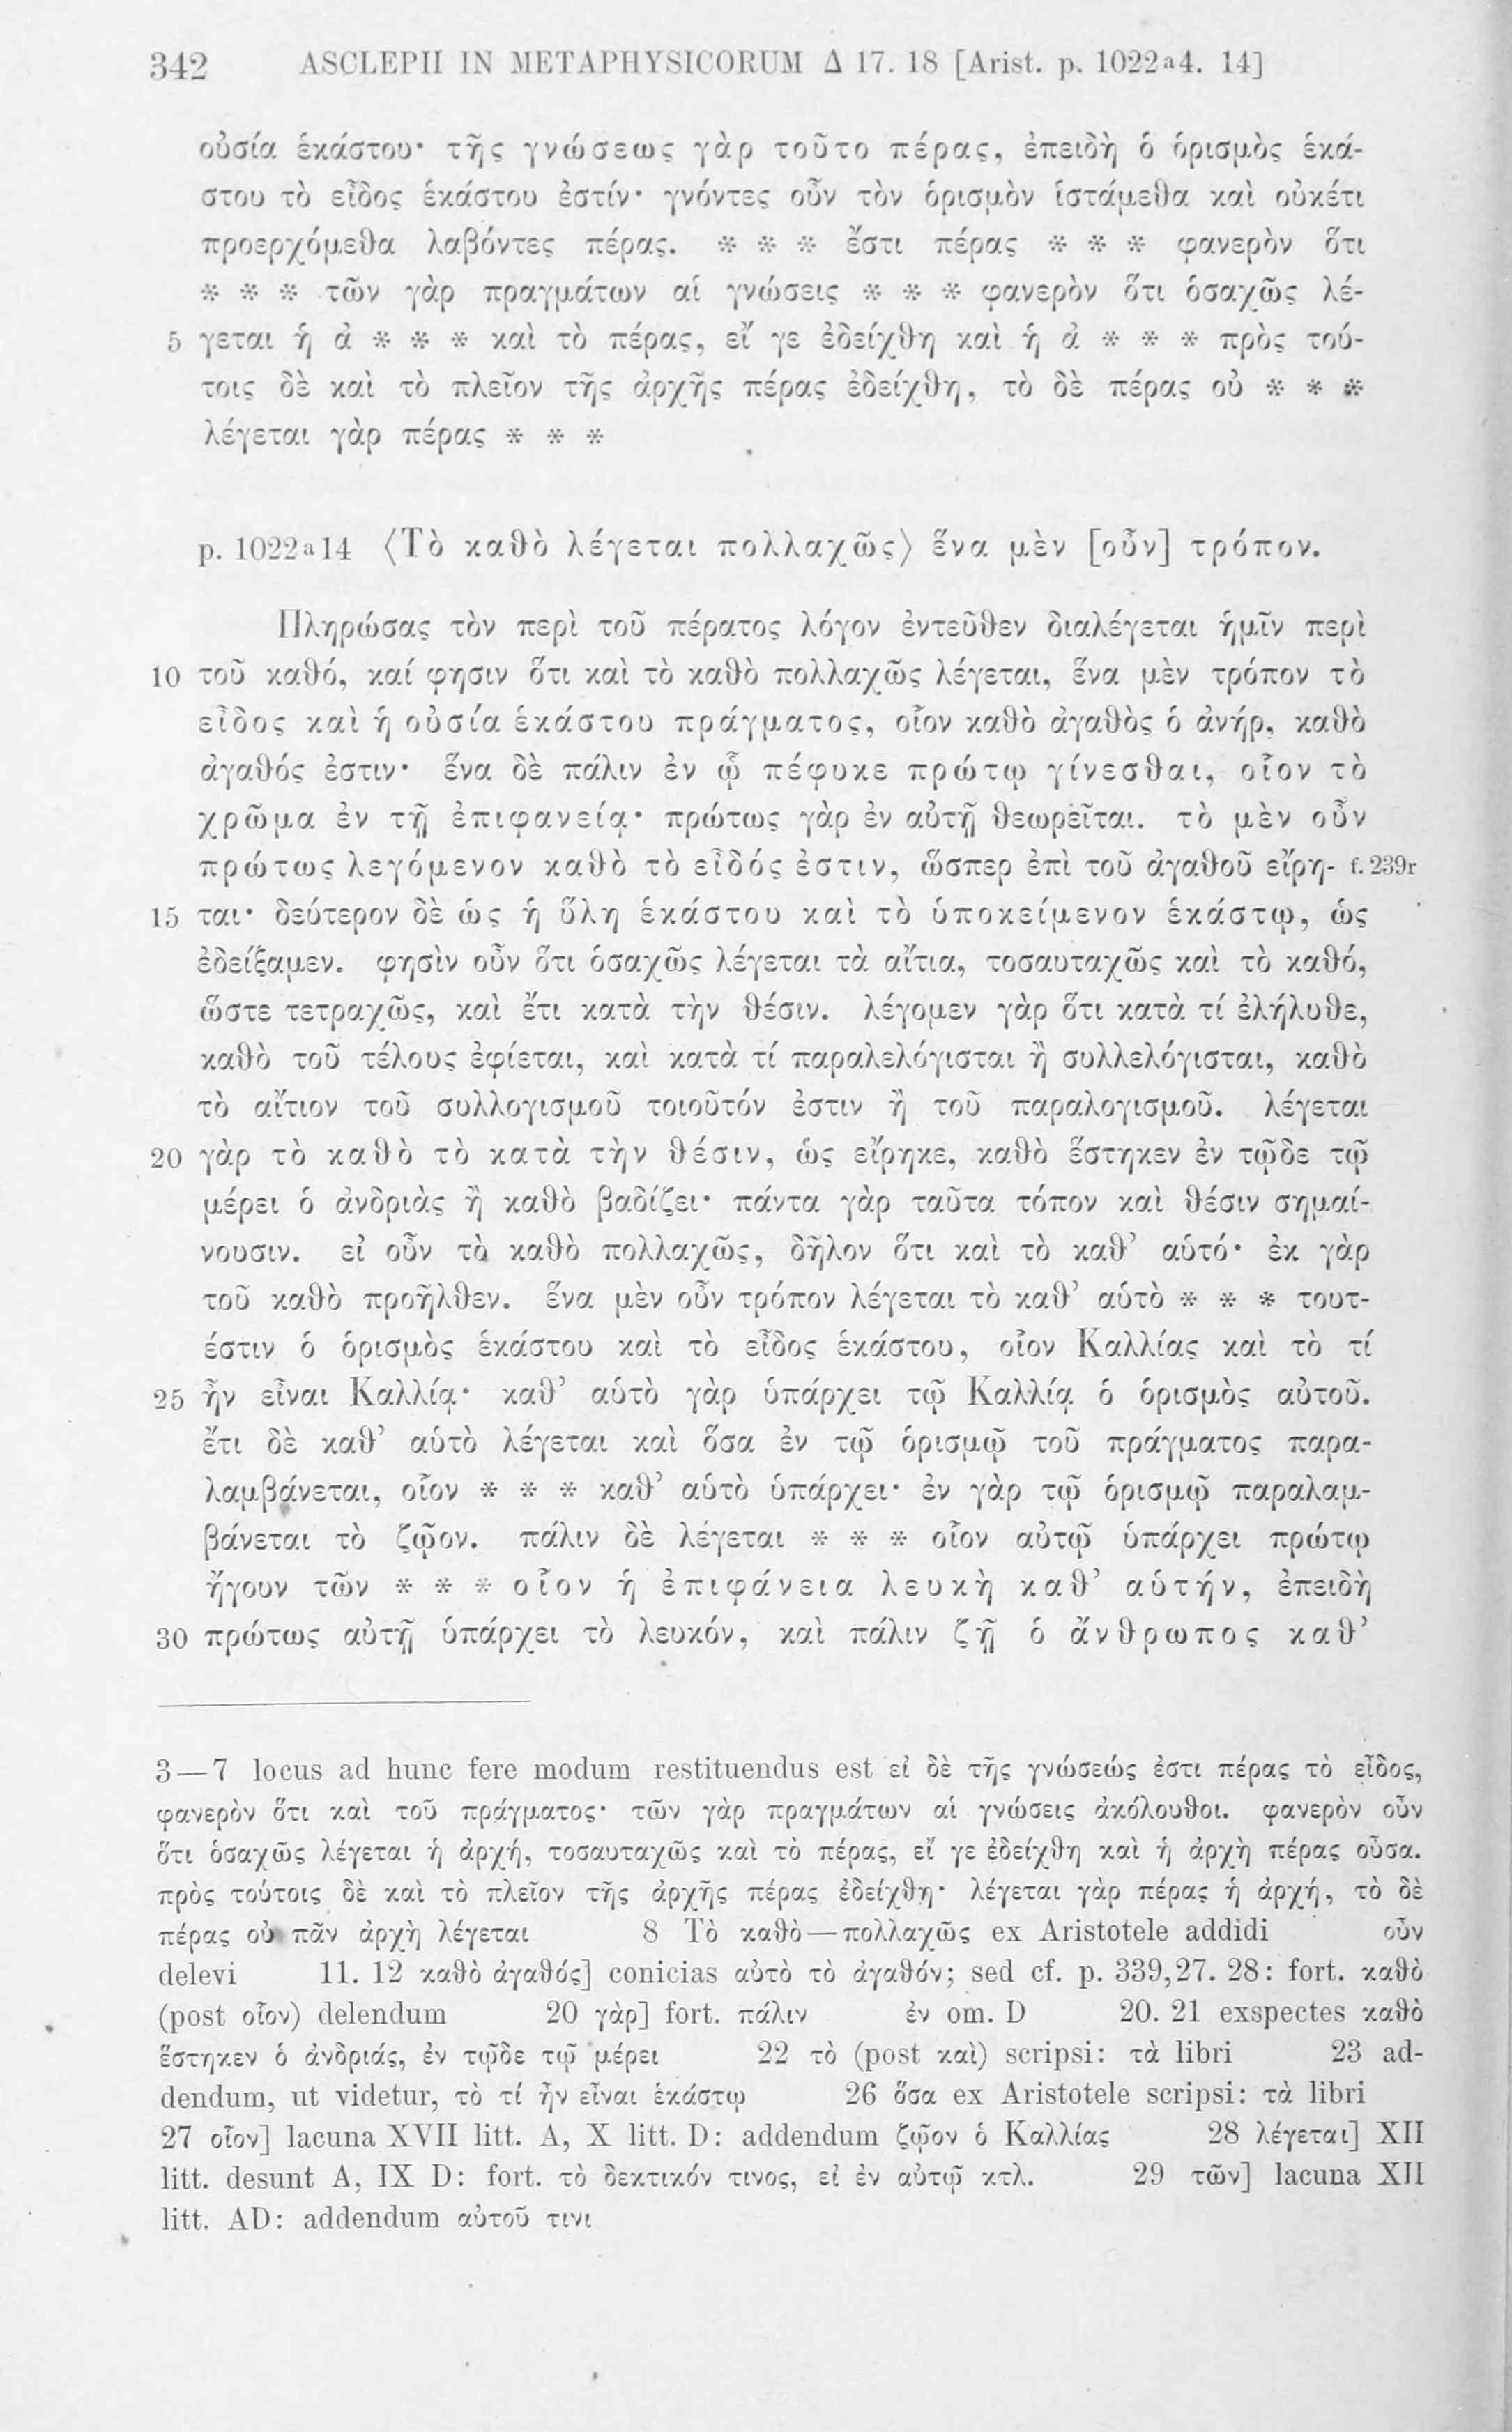 342 ASCLEPII IN METAPHYSICORUM Δ 17. 18 [Arist. p. 1022a4. 14]
οὐσία ἑκάστου· τῆς γνώσεως γὰρ τοῦτο πέρας, ἐπειδὴ ὁ ὁρισμὸς ἑκά-
στου τὸ εἶδος ἑκάστου ἐστίν· γνόντες οὖν τὸν ὁρισμὸν ἱστάμεθα καὶ οὐκέτι
προερχόμεθα λαβόντες πέρας. * * * ἔστι πέρας * * * φανερὸν ὅτι
* * * τῶν γὰρ πραγμάτων αἱ γνώσεις * * * φανερὸν ὅτι ὁσαχῶς λέ-
5 γεται ἡ ἀ * * * καὶ τὸ πέρας, εἴ γε ἐδείχθη καὶ ἡ ἀ * * * πρὸς τού-
τοις δὲ καὶ τὸ πλεῖον τῆς ἀρχῆς πέρας ἐδείχθη, τὸ δὲ πέρας οὐ * * *
λέγεται γὰρ πέρας * * *
p. 1022a14 ⟨Τὸ καθὸ λέγεται πολλαχῶς⟩ ἕνα μὲν [οὖν] τρόπον.
Πληρώσας τὸν περὶ τοῦ πέρατος λόγον ἐντεῦθεν διαλέγεται ἡμῖν περὶ
10 τοῦ καθό, καί φησιν ὅτι καὶ τὸ καθὸ πολλαχῶς λέγεται, ἕνα μὲν τρόπον τὸ
εἶδος καὶ ἡ οὐσία ἑκάστου πράγματος, οἷον καθὸ ἀγαθὸς ὁ ἀνήρ, καθὸ
ἀγαθός ἐστιν· ἕνα δὲ πάλιν ἐν ᾧ πέφυκε πρώτῳ γίνεσθαι, οἷον τὸ
χρῶμα ἐν τῇ ἐπιφανείᾳ· πρώτως γὰρ ἐν αὐτῇ θεωρεῖται. τὸ μὲν οὖν
πρώτως λεγόμενον καθὸ τὸ εἶδός ἐστιν, ὥσπερ ἐπὶ τοῦ ἀγαθοῦ εἴρη- f. 239r
15 ται· δεύτερον δὲ ὡς ἡ ὕλη ἑκάστου καὶ τὸ ὑποκείμενον ἑκάστῳ, ὡς
ἐδείξαμεν. φησὶν οὖν ὅτι ὁσαχῶς λέγεται τὰ αἴτια, τοσαυταχῶς καὶ τὸ καθό,
ὥστε τετραχῶς, καὶ ἔτι κατὰ τὴν θέσιν. λέγομεν γὰρ ὅτι κατὰ τί ἐλήλυθε,
καθὸ τοῦ τέλους ἐφίεται, καὶ κατὰ τί παραλελόγισται ἢ συλλελόγισται, καθὸ
τὸ αἴτιον τοῦ συλλογισμοῦ τοιοῦτόν ἐστιν ἢ τοῦ παραλογισμοῦ. λέγεται
20 γὰρ τὸ καθὸ τὸ κατὰ τὴν θέσιν, ὡς εἴρηκε, καθὸ ἕστηκεν ἐν τῷδε τῷ
μέρει ὁ ἀνδριὰς ἢ καθὸ βαδίζει· πάντα γὰρ ταῦτα τόπον καὶ θέσιν σημαί-
νουσιν. εἰ οὖν τὸ καθὸ πολλαχῶς, δῆλον ὅτι καὶ τὸ καθ’ αὑτό· ἐκ γὰρ
τοῦ καθὸ προῆλθεν. ἕνα μὲν οὖν τρόπον λέγεται τὸ καθ’ αὑτὸ * * * τουτ-
έστιν ὁ ὁρισμὸς ἑκάστου καὶ τὸ εἶδος ἑκάστου, οἷον Καλλίας καὶ τὸ τί
25 ἦν εἶναι Καλλίᾳ· καθ’ αὑτὸ γὰρ ὑπάρχει τῷ Καλλίᾳ ὁ ὁρισμὸς αὐτοῦ.
ἔτι δὲ καθ’ αὑτὸ λέγεται καὶ ὅσα ἐν τῷ ὁρισμῷ τοῦ πράγματος παρα-
λαμβάνεται, οἷον * * * καθ’ αὑτὸ ὑπάρχει· ἐν γὰρ τῷ ὁρισμῷ παραλαμ-
βάνεται τὸ ζῷον. πάλιν δὲ λέγεται * * * οἷον αὐτῷ ὑπάρχει πρώτῳ
ἤγουν τῶν * * * οἷον ἡ ἐπιφάνεια λευκὴ καθ’ αὑτήν, ἐπειδὴ
30 πρώτως αὐτῇ ὑπάρχει τὸ λευκόν, καὶ πάλιν ζῇ ὁ ἄνθρωπος καθ’
3—7 locus ad hunc fere modum restituendus est εἰ δὲ τῆς γνώσεώς ἐστι πέρας τὸ εἶδος,
φανερὸν ὅτι καὶ τοῦ πράγματος· τῶν γὰρ πραγμάτων αἱ γνώσεις ἀκόλουθοι. φανερὸν οὖν
ὅτι ὁσαχῶς λέγεται ἡ ἀρχή, τοσαυταχῶς καὶ τὸ πέρας, εἴ γε ἐδείχθη καὶ ἡ ἀρχὴ πέρας οὖσα.
πρὸς τούτοις δὲ καὶ τὸ πλεῖον τῆς ἀρχῆς πέρας ἐδείχθη· λέγεται γὰρ πέρας ἡ ἀρχή, τὸ δὲ
πέρας οὐ πᾶν ἀρχὴ λέγεται 8 Τὸ καθὸ—πολλαχῶς ex Aristotele addidi οὖν
delevi 11. 12 καθὸ ἀγαθός] conicias αὐτὸ τὸ ἀγαθόν; sed cf. p. 339,27. 28: fort. καθὸ
(post οἷον) delendum 20 γὰρ] fort. πάλιν ἐν om. D 20. 21 exspectes καθὸ
ἕστηκεν ὁ ἀνδριάς, ἐν τῷδε τῷ μέρει 22 τὸ (post καὶ) scripsi: τὰ libri 23 ad-
dendum, ut videtur, τὸ τί ἦν εἶναι ἑκάστῳ 26 ὅσα ex Aristotele scripsi: τὰ libri
27 οἷον] lacuna XVII litt. A, X litt. D: addendum ζῷον ὁ Καλλίας 28 λέγεται] XII
litt. desunt A, IX D: fort. τὸ δεκτικόν τινος, εἰ ἐν αὐτῷ κτλ. 29 τῶν] lacuna XII
litt. AD: addendum αὐτοῦ τινι